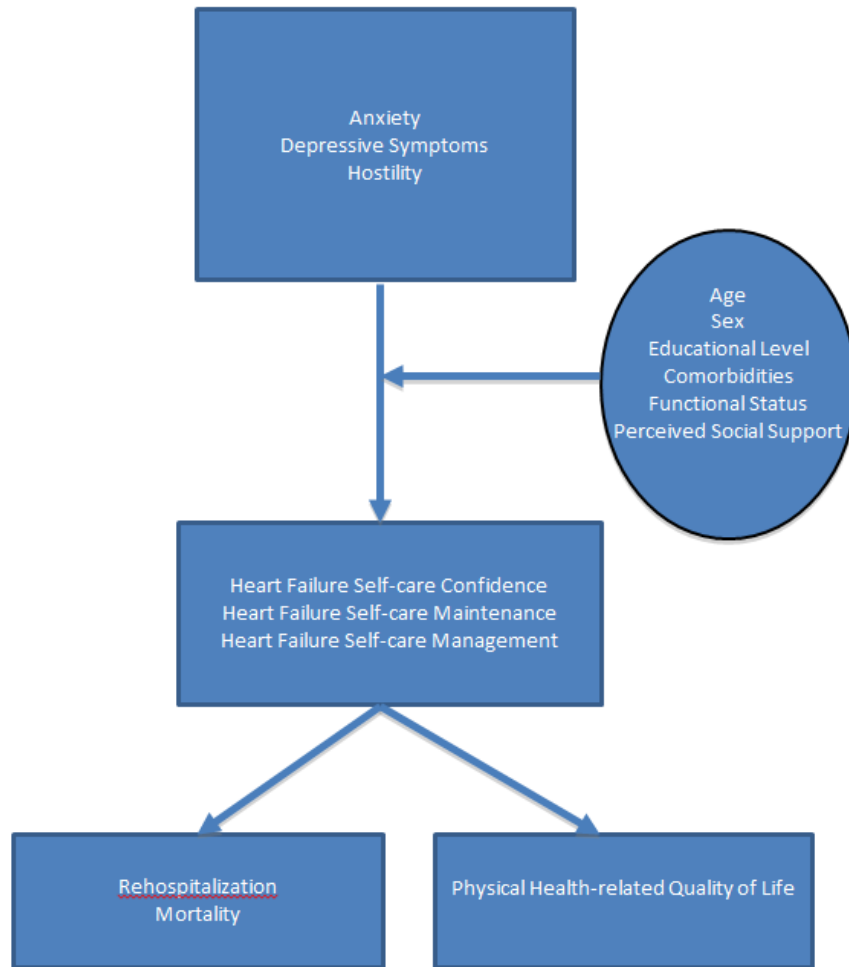 Anxiety
Depressive Symptoms
Hostility
Age
Sex
Educational Level
Comorbidities
Functional Status
Perceived Social Support
Heart Failure Self-care Confidence
Heart Failure Self-care Maintenance
Heart Failure Self-care Management
Rehospitalization
Mortality
Physical Health-related Quality of Life